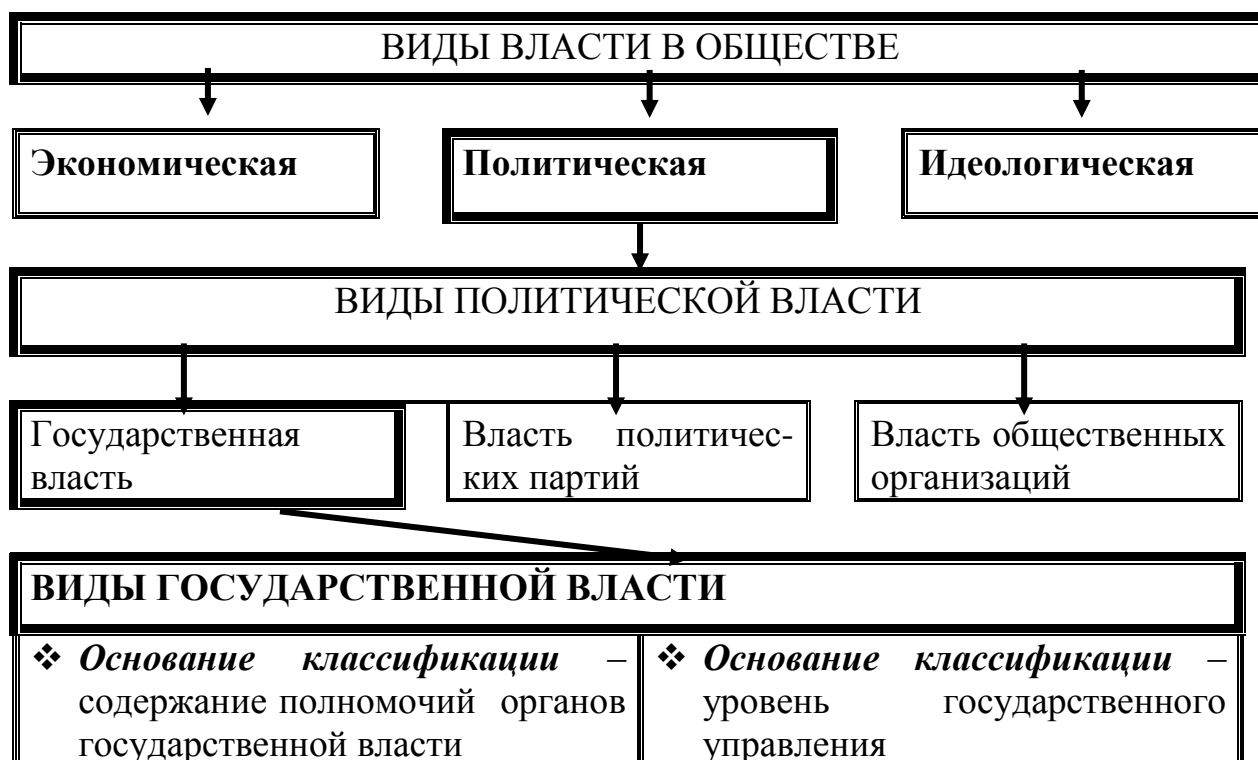 ВИДЫ ВЛАСТИ В ОБЩЕСТВЕ
Экономическая
Политическая
Идеологическая
ВИДЫ ПОЛИТИЧЕСКОЙ ВЛАСТИ
Государственная
власть
Власть политичес-
ких партий
Власть общественных
организаций
ВИДЫ ГОСУДАРСТВЕННОЙ ВЛАСТИ
❖ Основание классификации –
содержание полномочий органов
государственной власти
❖ Основание классификации –
уровень государственного
управления